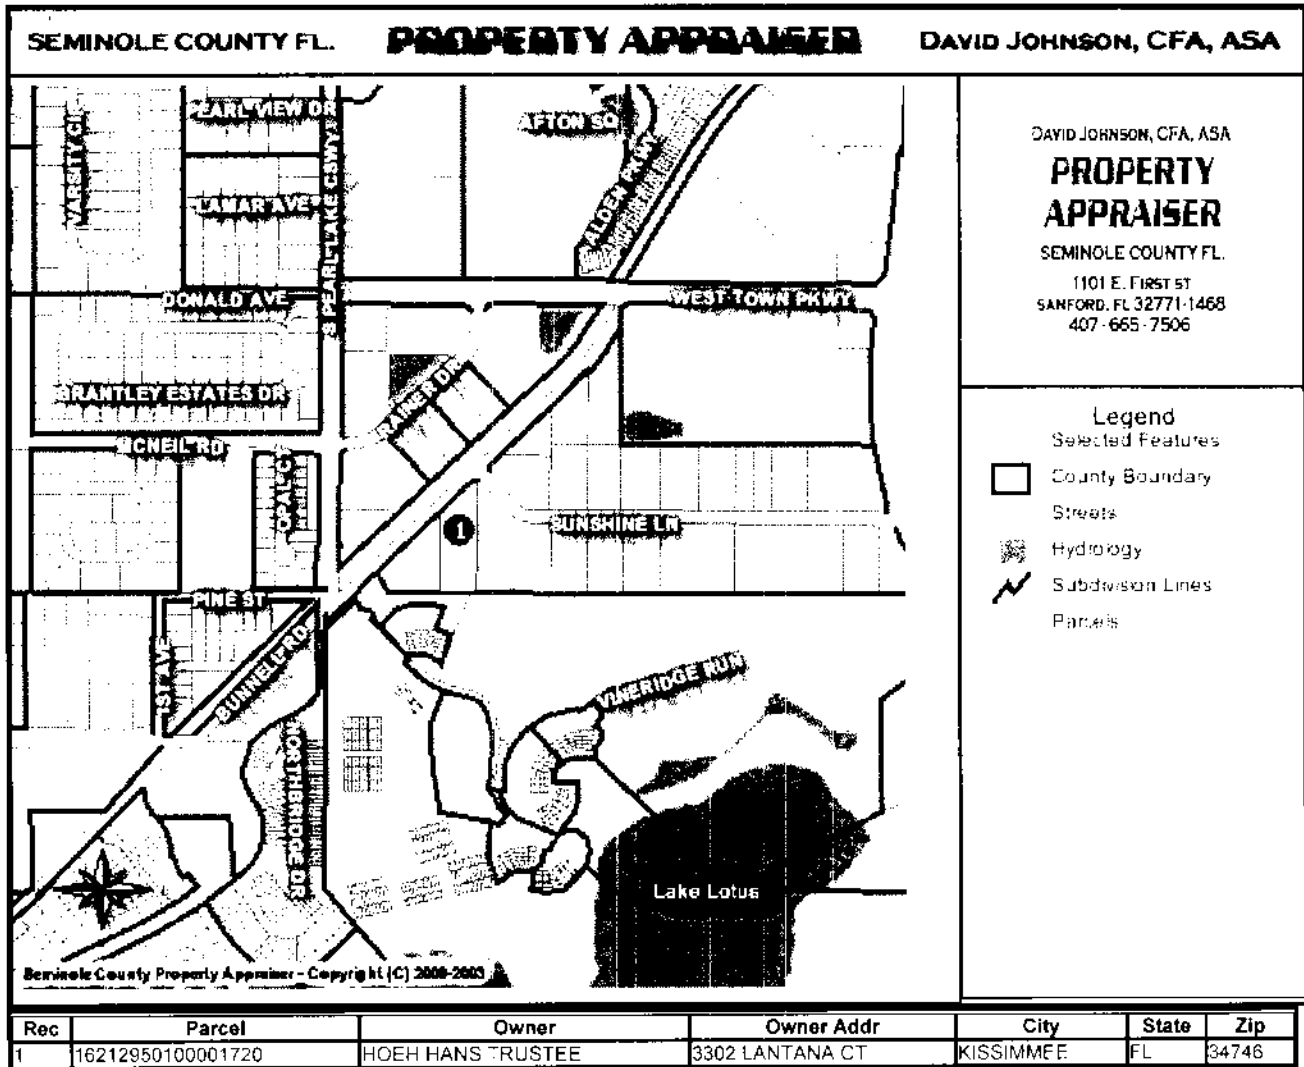 SEMINOLE COUNTY FL.
PROPERTY APPRAISER
DAVID JOHNSON, CFA, ASA
DAVID JOHNSON, CFA, ASA
PROPERTY
APPRAISER
SEMINOLE COUNTY FL.
1101 E. FIRST ST
SANFORD, FL 32771-1468
407-665-7506
Legend
Selected Features
County Boundary
Streets
Hydrology
Subdivision Lines
Parcels
VARSITY CIR
PEARL VIEW DR
LAMAR AVE
S PEARL LAKE CSWY
AFTON SQ
DONALD AVE
WEST TOWN PKWY
BRANTLEY ESTATES DR
MCNEIL RD
OPAL CT
SUNSHINE LN
1
PINE ST
1ST AVE
BUNNELL RD
VINERIDGE RUN
NORTHBRIDGE DR
Lake Lotus
Seminole County Property Appraiser - Copyright (C) 2000-2003
Rec Parcel Owner Owner Addr City State Zip
1 16212950100001720 HOEH HANS TRUSTEE 3302 LANTANA CT KISSIMMEE FL 34746